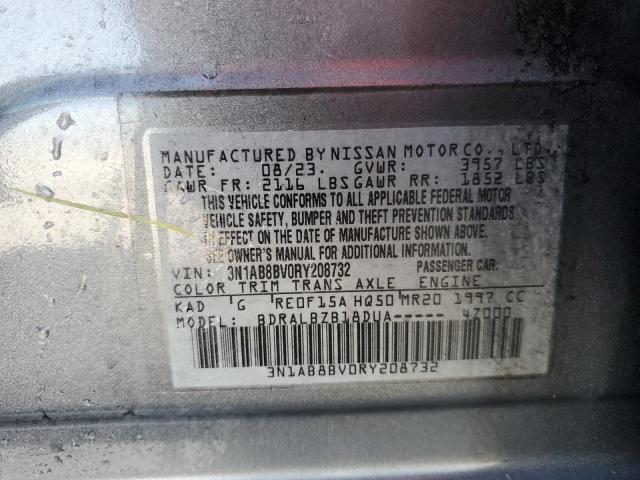 MANUFACTURED BY NISSAN MOTOR CO., LTD.
DATE: 08/23. GVWR: 3957 LBS
GAWR FR: 2116 LBS GAWR RR: 1852 LBS
THIS VEHICLE CONFORMS TO ALL APPLICABLE FEDERAL MOTOR
VEHICLE SAFETY, BUMPER AND THEFT PREVENTION STANDARDS
IN EFFECT ON THE DATE OF MANUFACTURE SHOWN ABOVE.
SEE OWNER'S MANUAL FOR ADDITIONAL INFORMATION.
VIN: 3N1AB8BV0RY208732 PASSENGER CAR.
COLOR TRIM TRANS AXLE ENGINE
KAD G RE0F15A HQ50 MR20 1997 CC
MODEL: BDRALBZB18DUA----- 47000
3N1AB8BV0RY208732